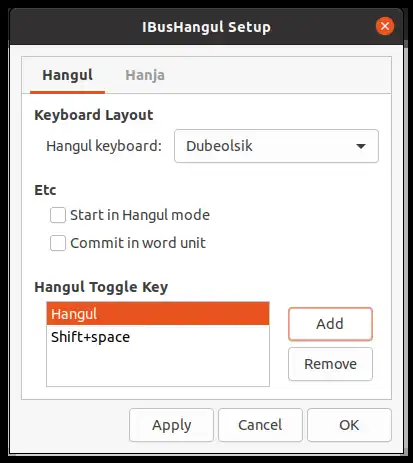 IBusHangul Setup
Hangul Hanja
Keyboard Layout
Hangul keyboard: Dubeolsik
Etc
Start in Hangul mode
Commit in word unit
Hangul Toggle Key
Hangul
Shift+space
Add
Remove
Apply Cancel OK